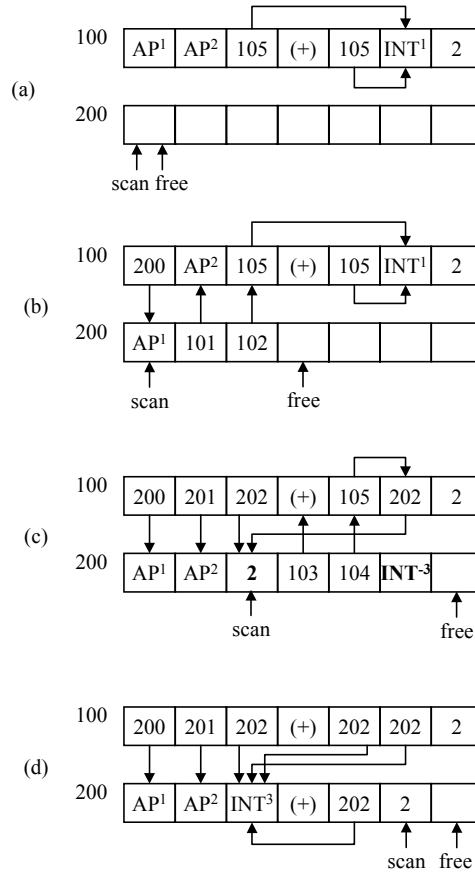 100 AP¹ AP² 105 (+) 105 INT¹ 2
(a)
200
scan free
100 200 AP² 105 (+) 105 INT¹ 2
(b)
200 AP¹ 101 102
scan free
100 200 201 202 (+) 105 202 2
(c)
200 AP¹ AP² 2 103 104 INT⁻³
scan free
100 200 201 202 (+) 202 202 2
(d)
200 AP¹ AP² INT³ (+) 202 2
scan free